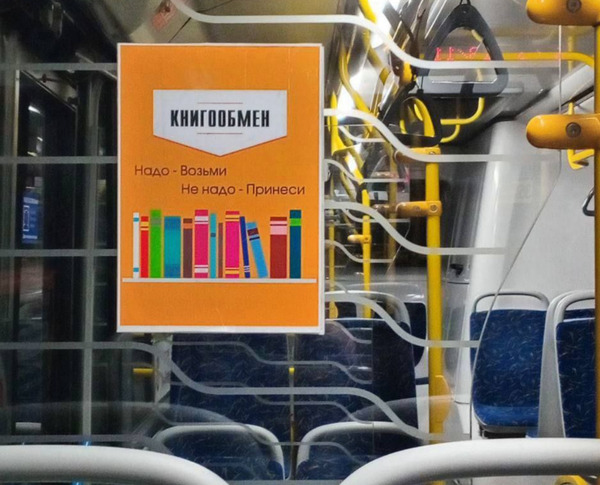 КНИГООБМЕН
Надо - Возьми
Не надо - Принеси